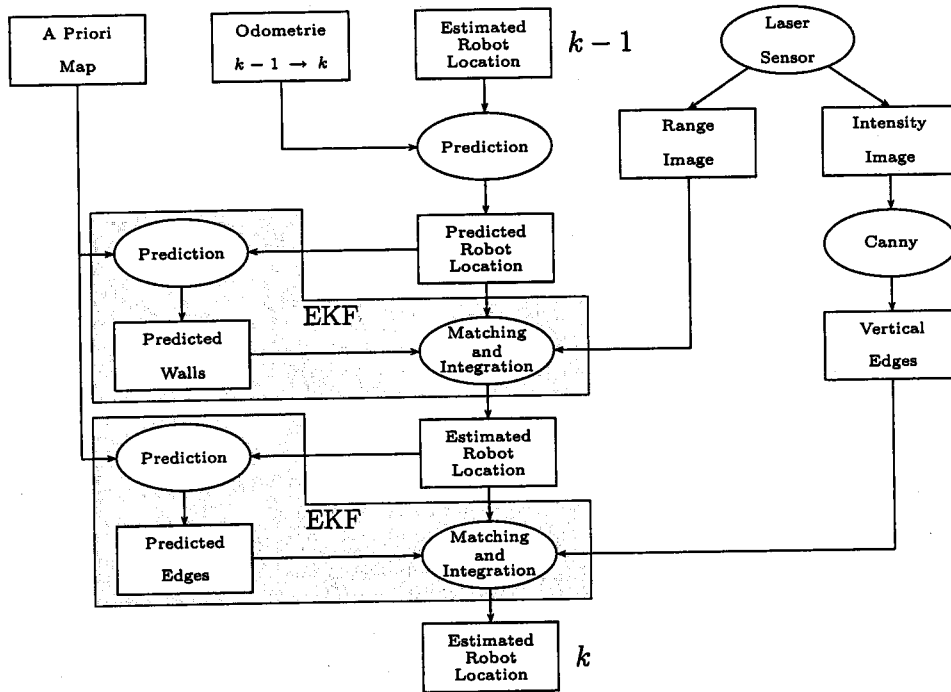 A Priori
Map
Odometrie
k − 1 → k
Estimated
Robot
Location
k − 1
Laser
Sensor
Prediction
Range
Image
Intensity
Image
Prediction
Predicted
Robot
Location
Canny
EKF
Predicted
Walls
Matching
and
Integration
Vertical
Edges
Prediction
Estimated
Robot
Location
EKF
Predicted
Edges
Matching
and
Integration
Estimated
Robot
Location
k